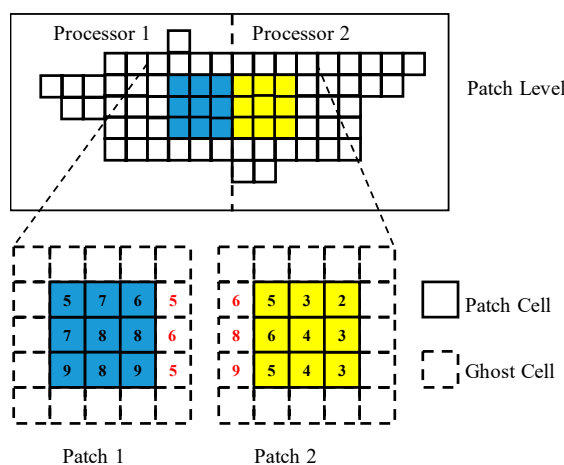 Processor 1 Processor 2
Patch Level
5 7 6 5 6 5 3 2
7 8 8 6 8 6 4 3
9 8 9 5 9 5 4 3
Patch Cell
Ghost Cell
Patch 1 Patch 2